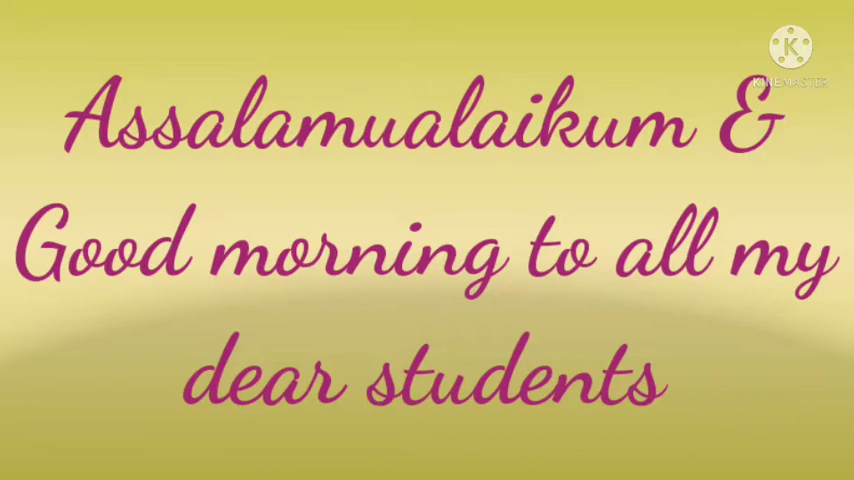 KINEMASTER
Assalamualaikum &
Good morning to all my
dear students